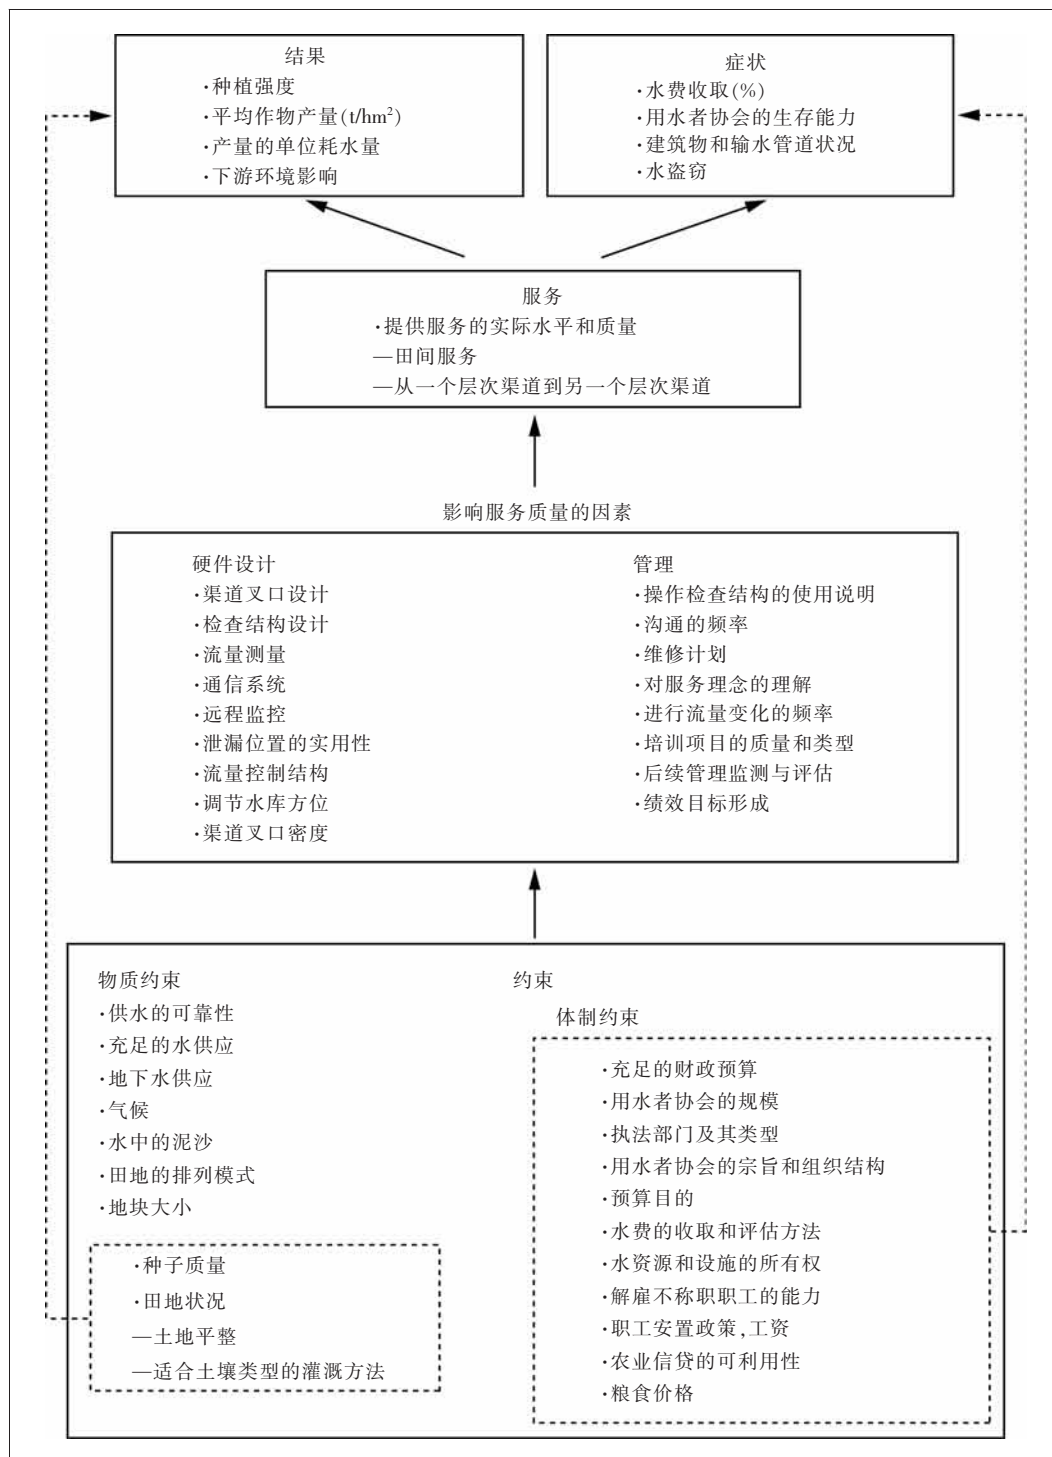 结果
·种植强度
·平均作物产量(t/hm²)
·产量的单位耗水量
·下游环境影响
症状
·水费收取(%)
·用水者协会的生存能力
·建筑物和输水管道状况
·水盗窃
服务
·提供服务的实际水平和质量
—田间服务
—从一个层次渠道到另一个层次渠道
影响服务质量的因素
硬件设计
·渠道叉口设计
·检查结构设计
·流量测量
·通信系统
·远程监控
·泄漏位置的实用性
·流量控制结构
·调节水库方位
·渠道叉口密度
管理
·操作检查结构的使用说明
·沟通的频率
·维修计划
·对服务理念的理解
·进行流量变化的频率
·培训项目的质量和类型
·后续管理监测与评估
·绩效目标形成
约束
物质约束
·供水的可靠性
·充足的水供应
·地下水供应
·气候
·水中的泥沙
·田地的排列模式
·地块大小
·种子质量
·田地状况
—土地平整
—适合土壤类型的灌溉方法
体制约束
·充足的财政预算
·用水者协会的规模
·执法部门及其类型
·用水者协会的宗旨和组织结构
·预算目的
·水费的收取和评估方法
·水资源和设施的所有权
·解雇不称职职工的能力
·职工安置政策,工资
·农业信贷的可利用性
·粮食价格